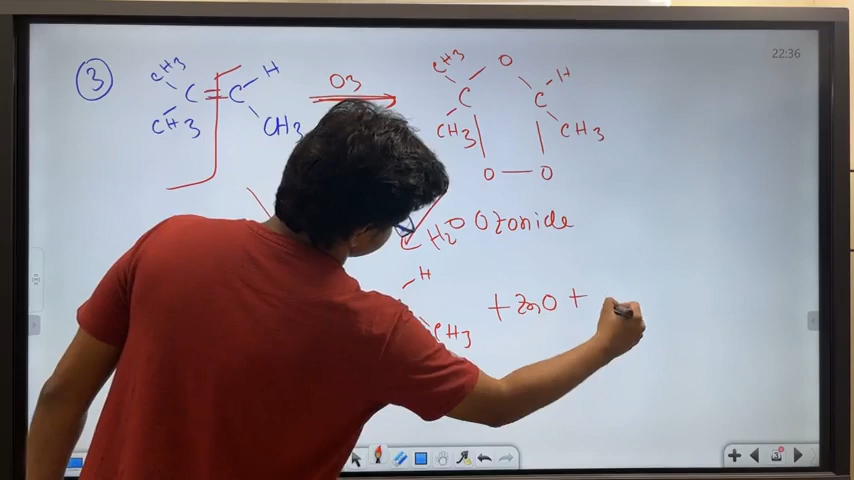 22:36
3
CH3 C = C H
CH3 CH3
O3
CH3 O H
C C
CH3 CH3
O — O
H2O Ozonide
H
+ ZnO +
CH3